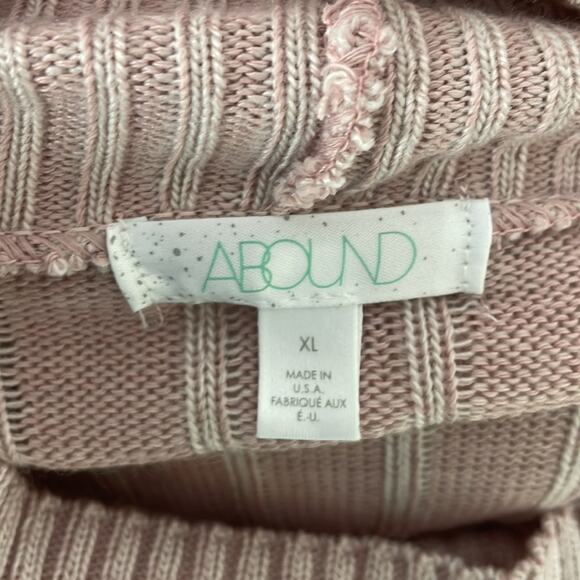 ABOUND
XL
MADE IN
U.S.A.
FABRIQUÉ AUX
É.-U.